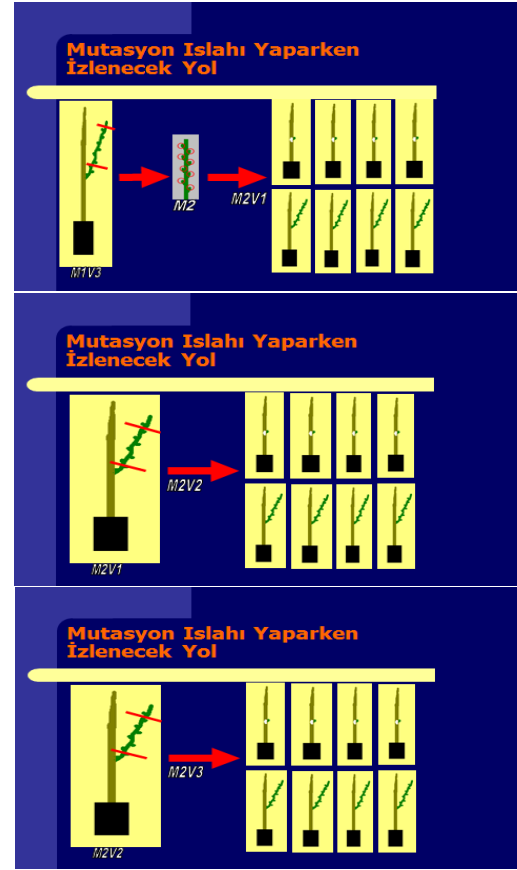 Mutasyon Islahı Yaparken
İzlenecek Yol
M1V3
M2
M2V1
Mutasyon Islahı Yaparken
İzlenecek Yol
M2V1
M2V2
Mutasyon Islahı Yaparken
İzlenecek Yol
M2V2
M2V3